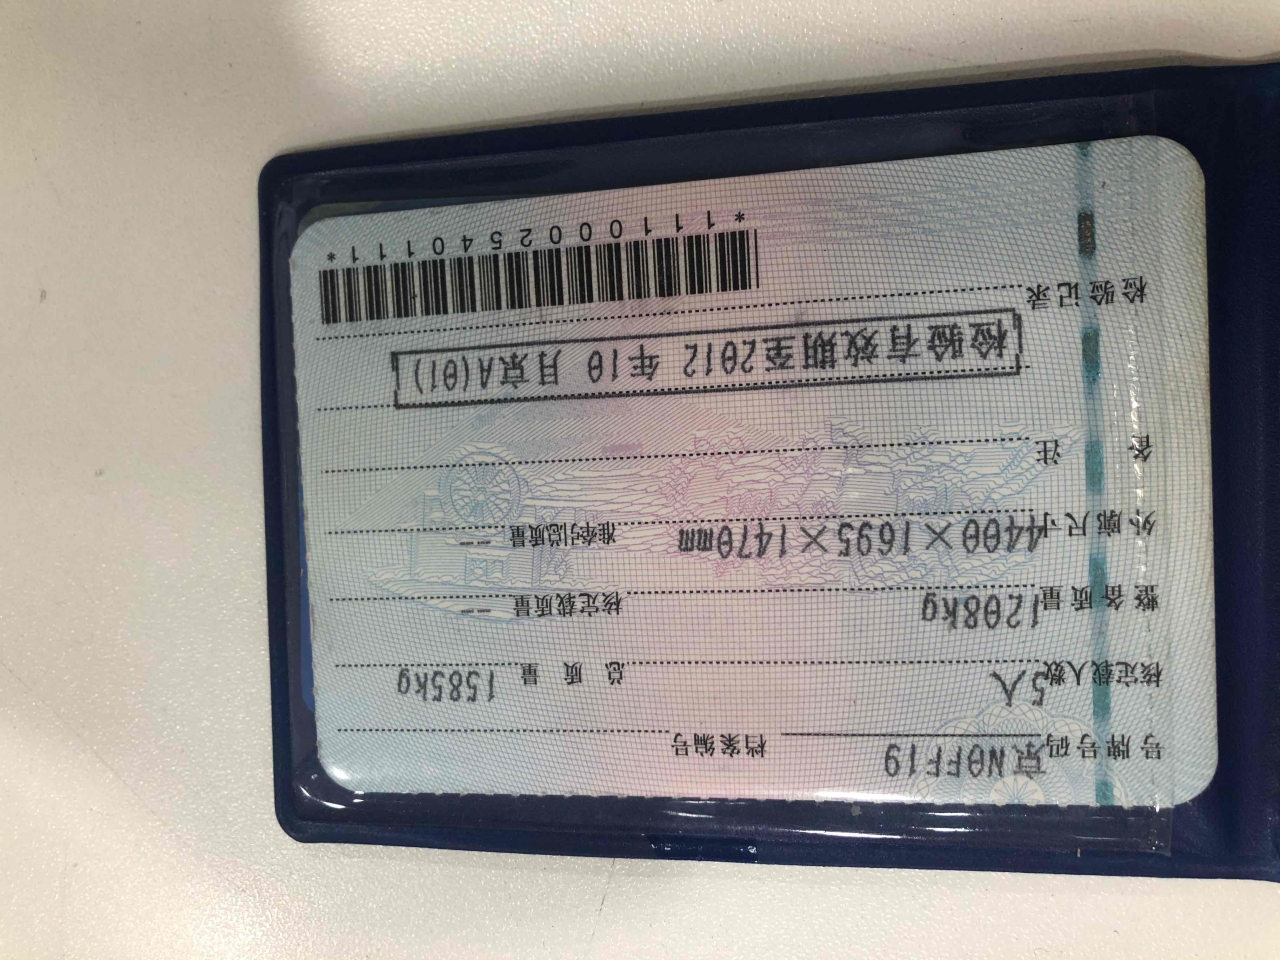 号牌号码 京N0FF19 档案编号
核定载人数 5人 总质量 1585kg
整备质量 1208kg 核定载质量 --
外廓尺寸 4400×1695×1470mm 准牵引总质量 --
备注
检验有效期至2012 年10 月京A(01)
检验记录
*1110002540111*